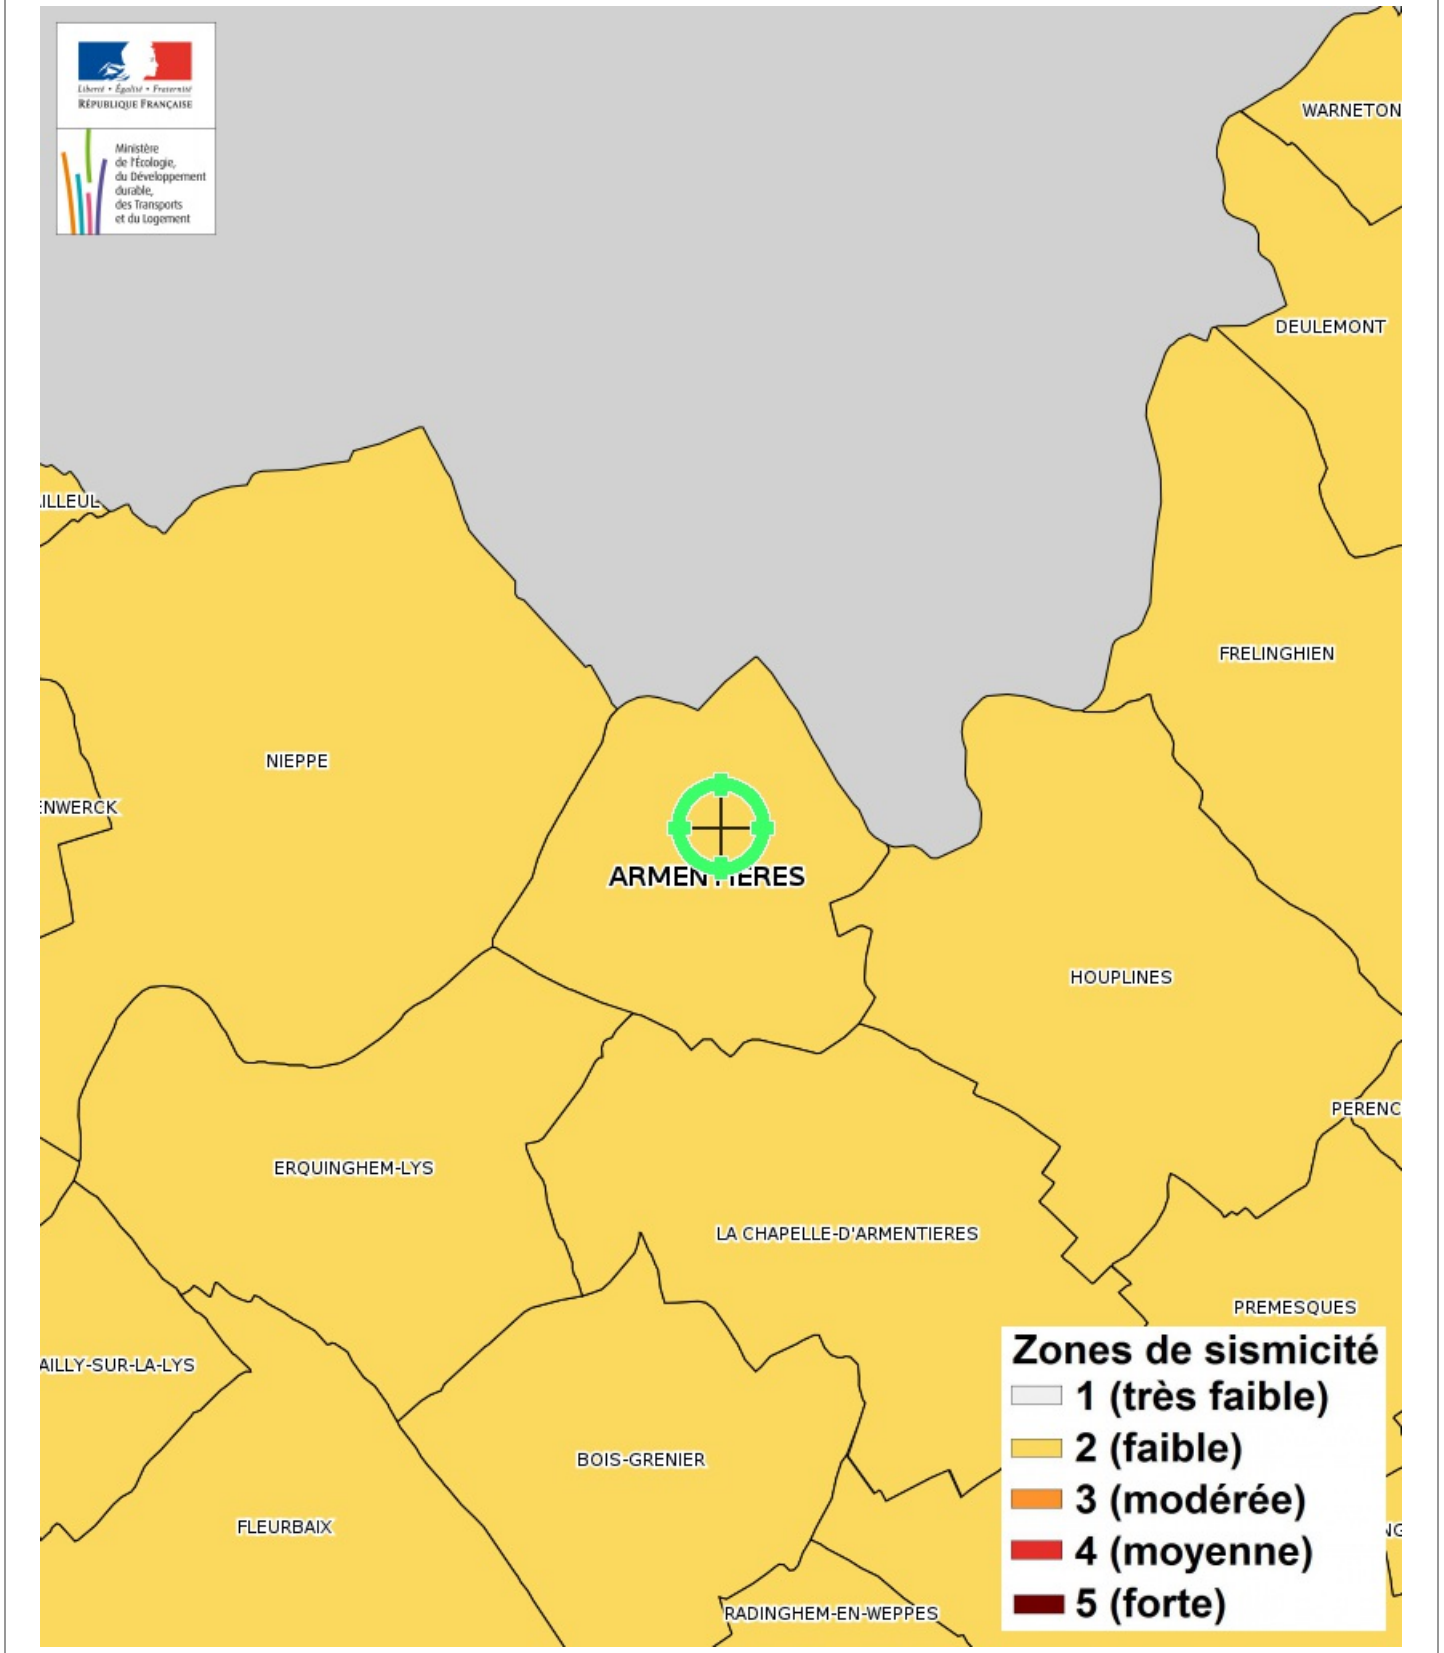 Liberté • Égalité • Fraternité
RÉPUBLIQUE FRANÇAISE
Ministère
de l'Écologie,
du Développement
durable,
des Transports
et du Logement
WARNETON
DEULEMONT
ILLEUL
FRELINGHIEN
NIEPPE
ENWERCK
ARMENTIERES
HOUPLINES
PERENC
ERQUINGHEM-LYS
LA CHAPELLE-D'ARMENTIERES
PREMESQUES
AILLY-SUR-LA-LYS
BOIS-GRENIER
FLEURBAIX
NG
RADINGHEM-EN-WEPPES
Zones de sismicité
1 (très faible)
2 (faible)
3 (modérée)
4 (moyenne)
5 (forte)